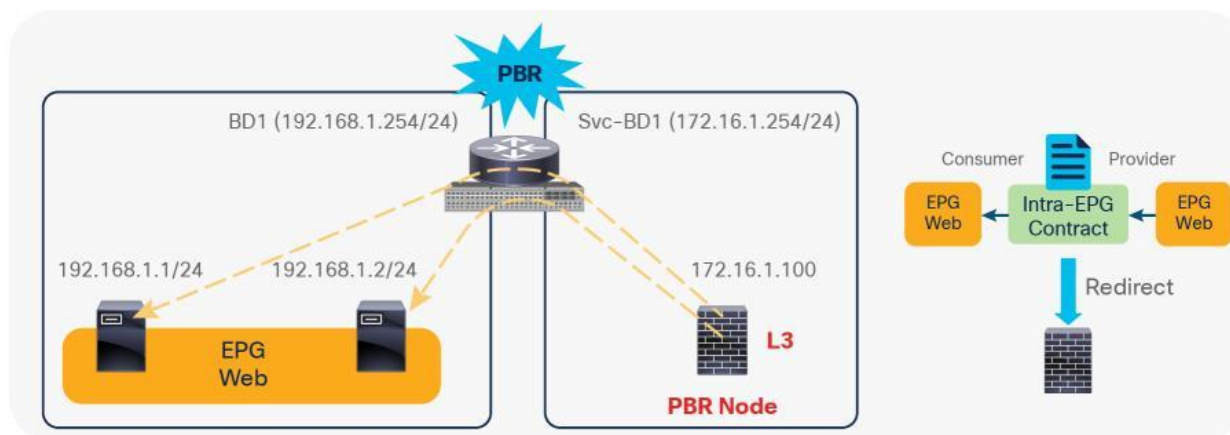 PBR
BD1 (192.168.1.254/24)
Svc-BD1 (172.16.1.254/24)
192.168.1.1/24
192.168.1.2/24
172.16.1.100
EPG
Web
L3
PBR Node
Consumer
Provider
EPG
Web
Intra-EPG
Contract
EPG
Web
Redirect